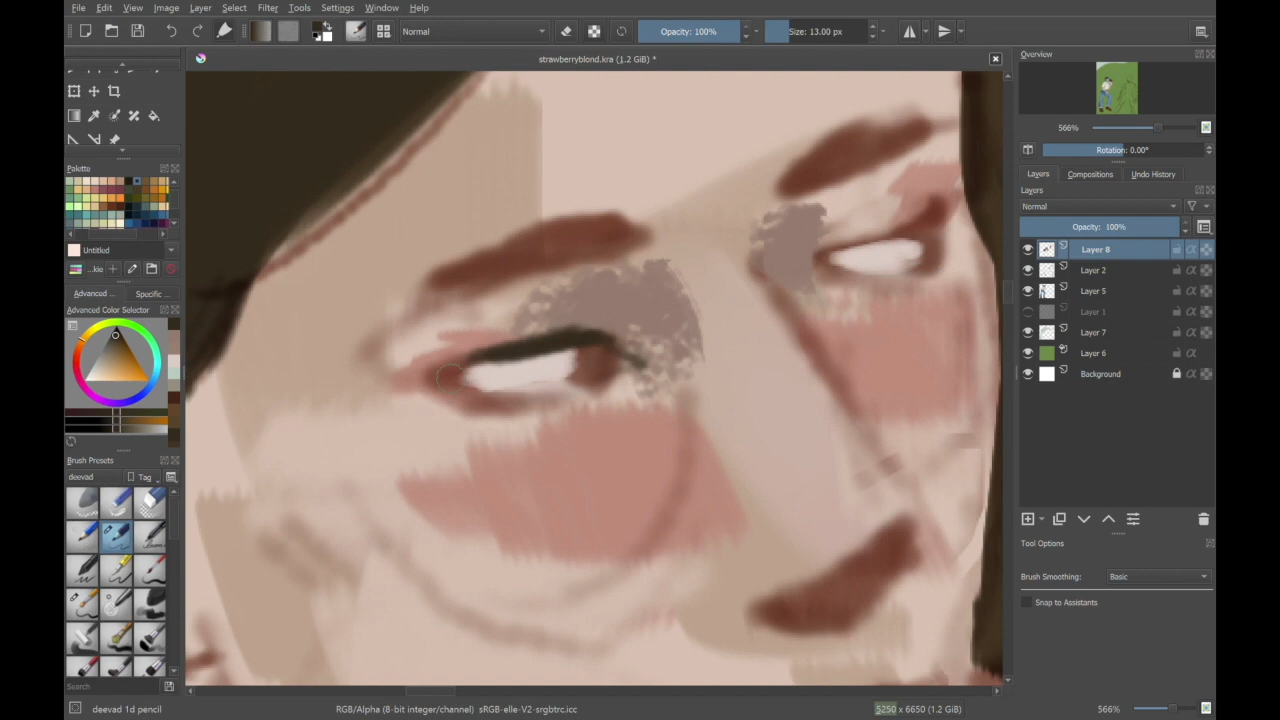 File Edit View Image Layer Select Filter Tools Settings Window Help
Normal Opacity: 100% Size: 13.00 px
strawberryblond.kra (1.2 GiB) *
Overview
566%
Rotation: 0.00°
Layers Compositions Undo History
Layers
Normal
Opacity: 100%
Layer 8
Layer 2
Layer 5
Layer 1
Layer 7
Layer 6
Background
Tool Options
Brush Smoothing: Basic
Snap to Assistants
Palette
Untitled
...kie
Advanced ... Specific ...
Advanced Color Selector
Brush Presets
deevad Tag
Search
deevad 1d pencil RGB/Alpha (8-bit integer/channel) sRGB-elle-V2-srgbtrc.icc 5250 x 6650 (1.2 GiB) 566%